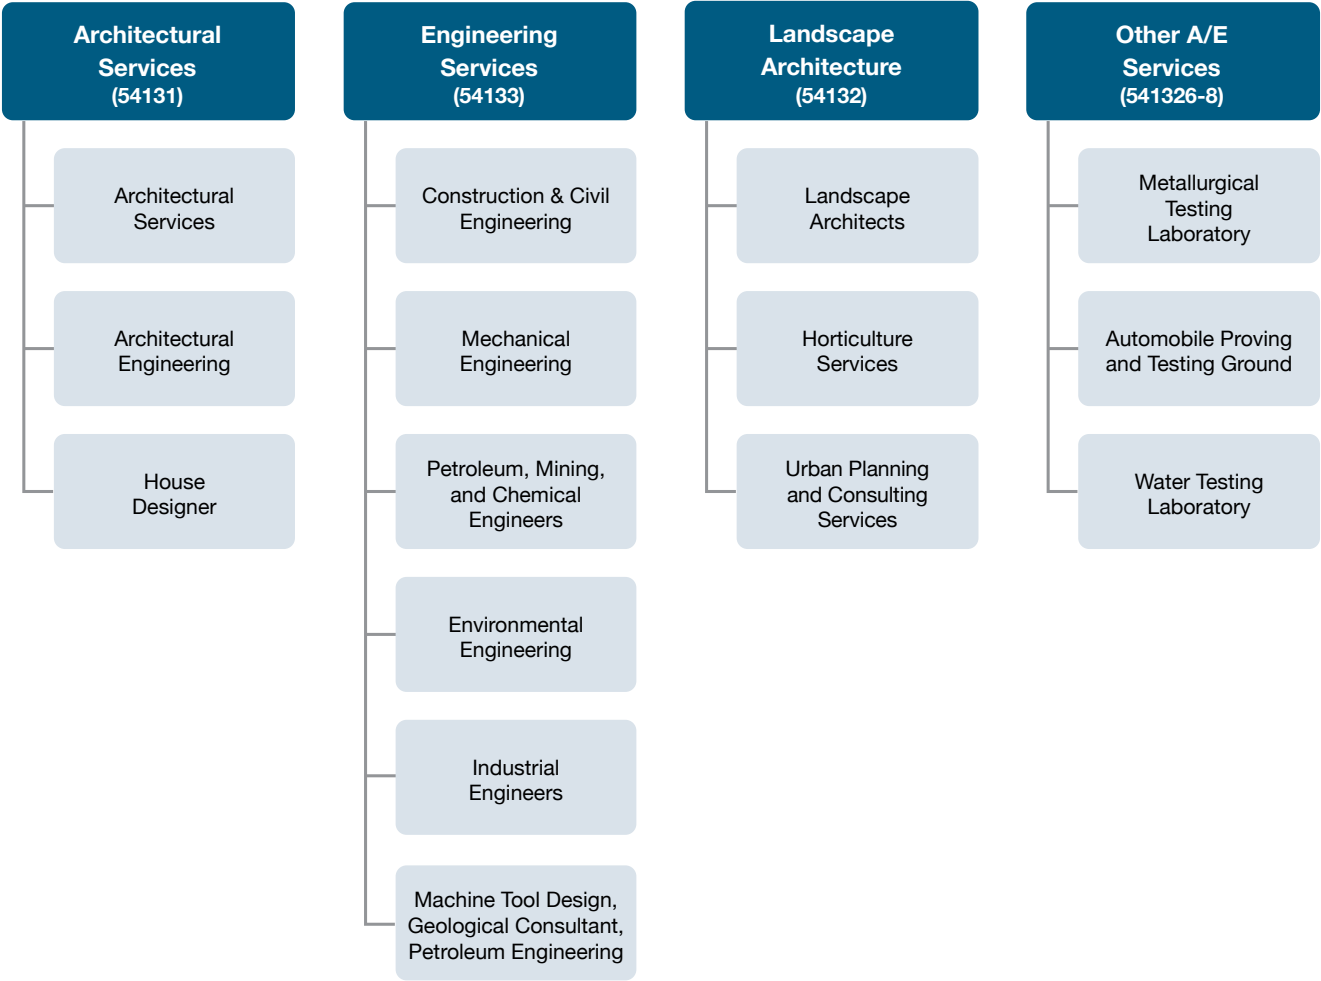 Architectural
Services
(54131)
Architectural
Services
Architectural
Engineering
House
Designer
Engineering
Services
(54133)
Construction & Civil
Engineering
Mechanical
Engineering
Petroleum, Mining,
and Chemical
Engineers
Environmental
Engineering
Industrial
Engineers
Machine Tool Design,
Geological Consultant,
Petroleum Engineering
Landscape
Architecture
(54132)
Landscape
Architects
Horticulture
Services
Urban Planning
and Consulting
Services
Other A/E
Services
(541326-8)
Metallurgical
Testing
Laboratory
Automobile Proving
and Testing Ground
Water Testing
Laboratory